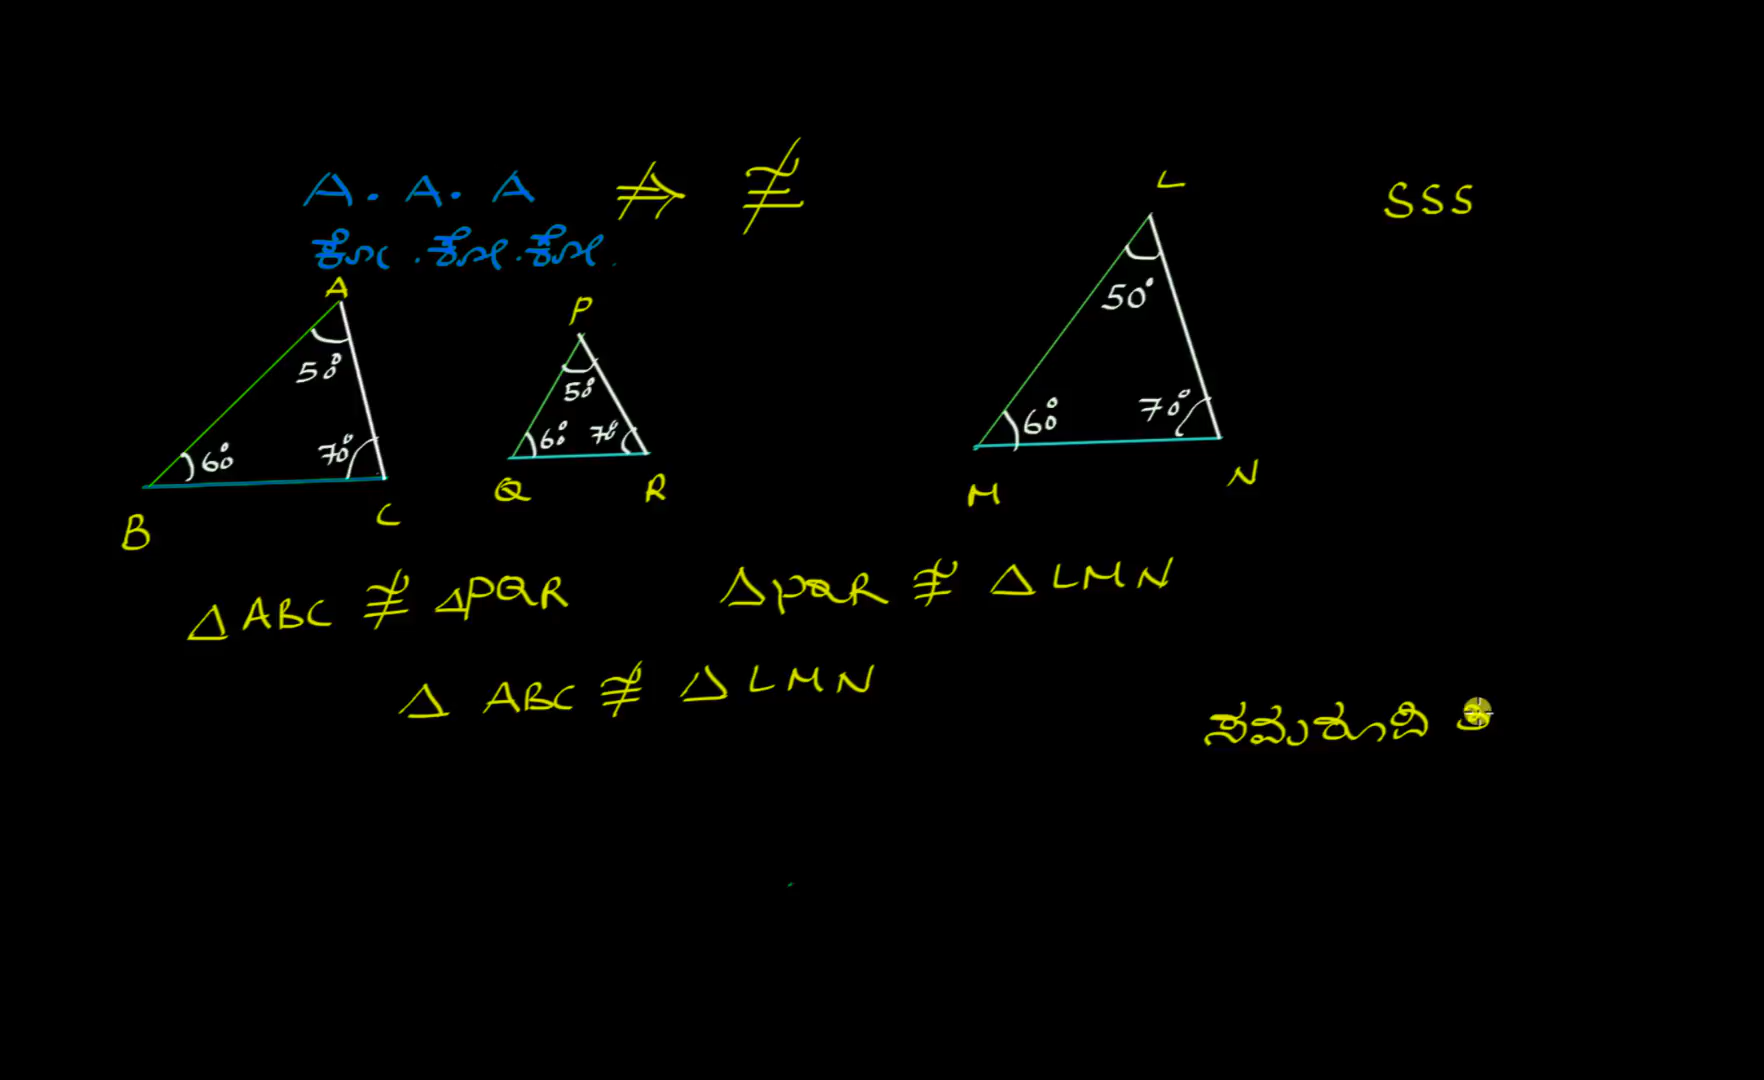 A. A. A ⇏ ≇
ಕೋ. ಕೋ. ಕೋ.
A
50°
60°
70°
B
C
P
50°
60°
70°
Q
R
L
50°
60°
70°
M
N
SSS
△ ABC ≇ △PQR
△PQR ≇ △ LMN
△ ABC ≇ △ LMN
ಸಮರೂಪಿ